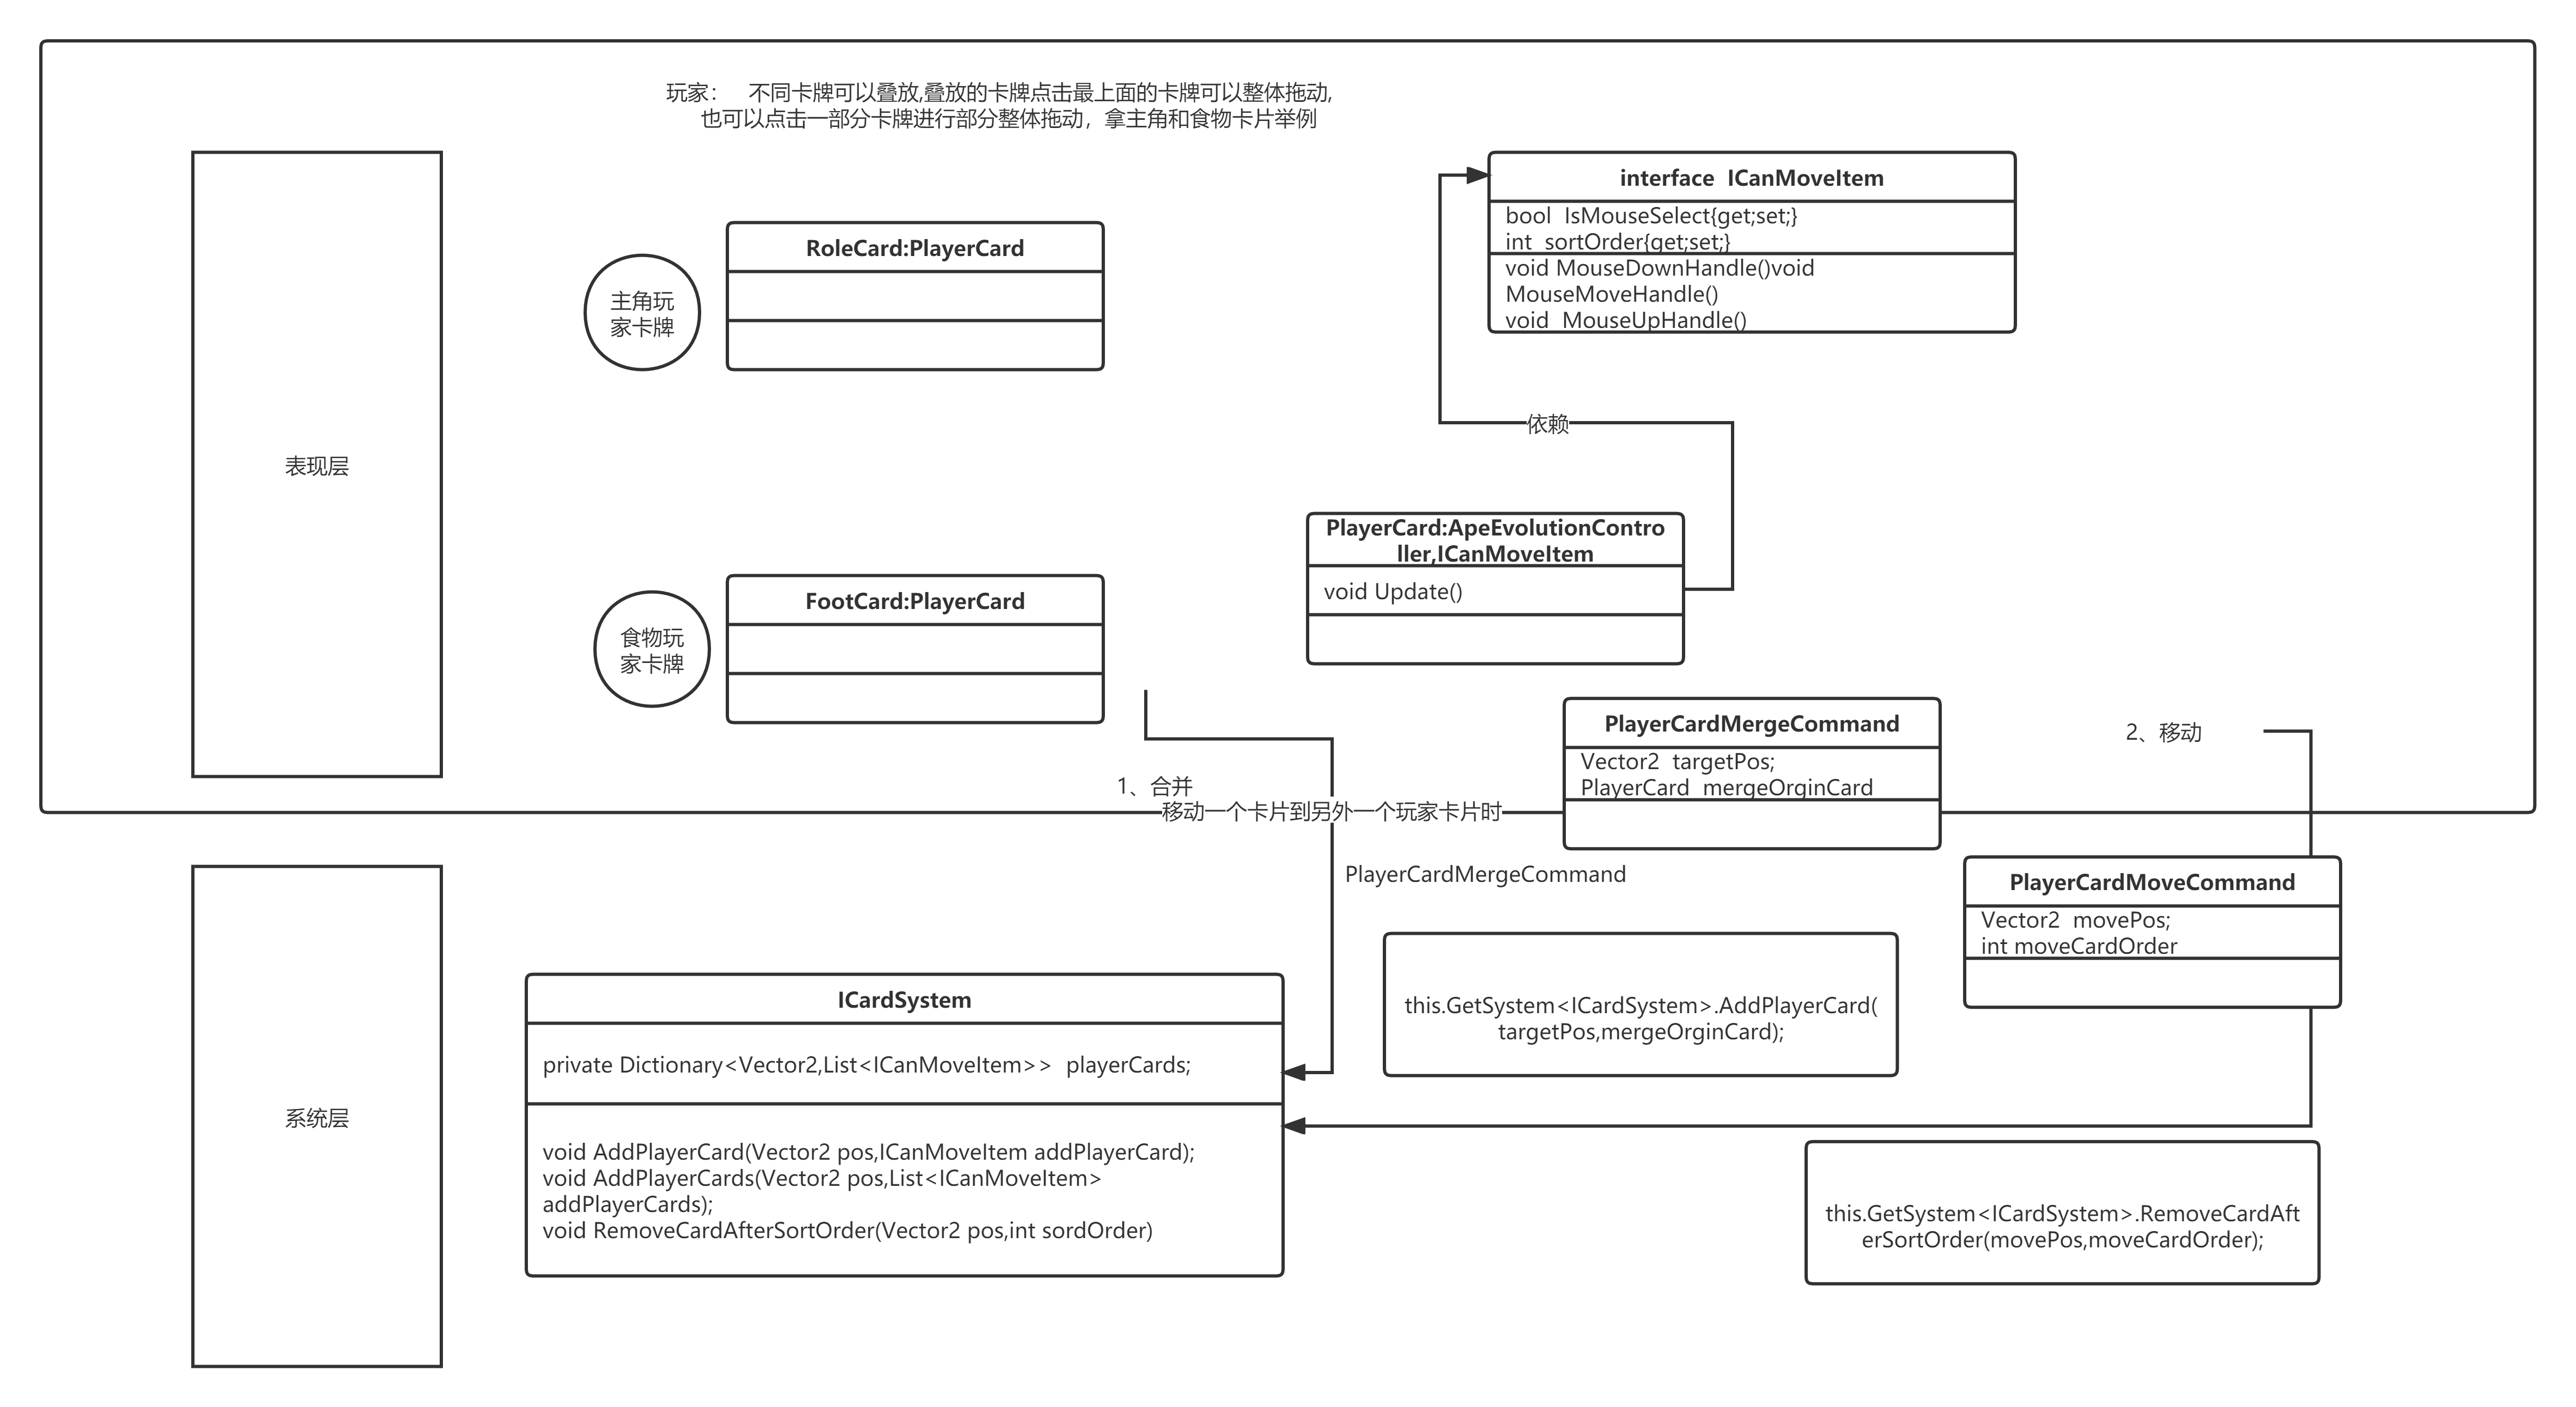 玩家：　不同卡牌可以叠放,叠放的卡牌点击最上面的卡牌可以整体拖动,
也可以点击一部分卡牌进行部分整体拖动，拿主角和食物卡片举例
interface  ICanMoveItem
bool  IsMouseSelect{get;set;}
int  sortOrder{get;set;}
void MouseDownHandle()void
MouseMoveHandle()
void  MouseUpHandle()
RoleCard:PlayerCard
主角玩
家卡牌
依赖
表现层
PlayerCard:ApeEvolutionContro
ller,ICanMoveItem
void Update()
FootCard:PlayerCard
食物玩
家卡牌
PlayerCardMergeCommand
Vector2  targetPos;
PlayerCard  mergeOrginCard
2、移动
1、合并
移动一个卡片到另外一个玩家卡片时
PlayerCardMergeCommand
PlayerCardMoveCommand
Vector2  movePos;
int moveCardOrder
this.GetSystem<ICardSystem>.AddPlayerCard(
targetPos,mergeOrginCard);
ICardSystem
private Dictionary<Vector2,List<ICanMoveItem>>  playerCards;
系统层
void AddPlayerCard(Vector2 pos,ICanMoveItem addPlayerCard);
void AddPlayerCards(Vector2 pos,List<ICanMoveItem>
addPlayerCards);
void RemoveCardAfterSortOrder(Vector2 pos,int sordOrder)
this.GetSystem<ICardSystem>.RemoveCardAft
erSortOrder(movePos,moveCardOrder);